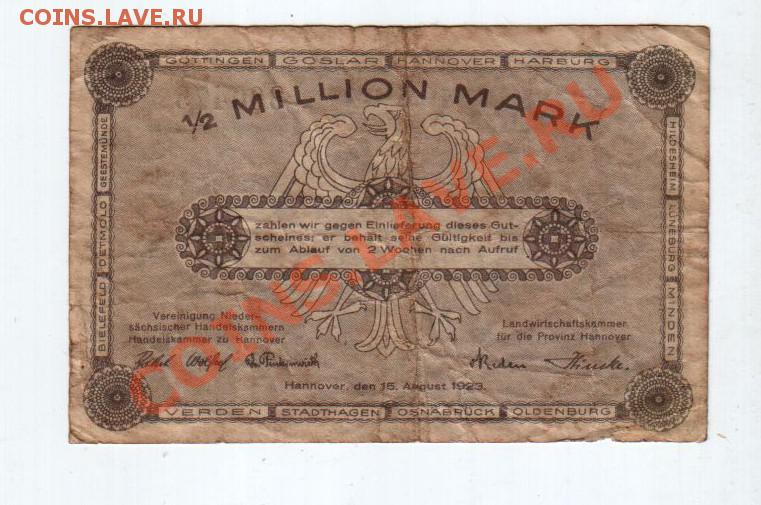 COINS.LAVE.RU
GÖTTINGEN GOSLAR HANNOVER HARBURG
½ MILLION MARK
BIELEFELD DETMOLD GEESTEMÜNDE
HILDESHEIM LÜNEBURG MINDEN
zahlen wir gegen Einlieferung dieses Gut-
scheines; er behält seine Gültigkeit bis
zum Ablauf von 2 Wochen nach Aufruf
COINS.LAVE.RU
Vereinigung Nieder-
sächsischer Handelskammern
Handelskammer zu Hannover
Landwirtschaftskammer
für die Provinz Hannover
Hannover, den 15. August 1923.
VERDEN STADTHAGEN OSNABRÜCK OLDENBURG